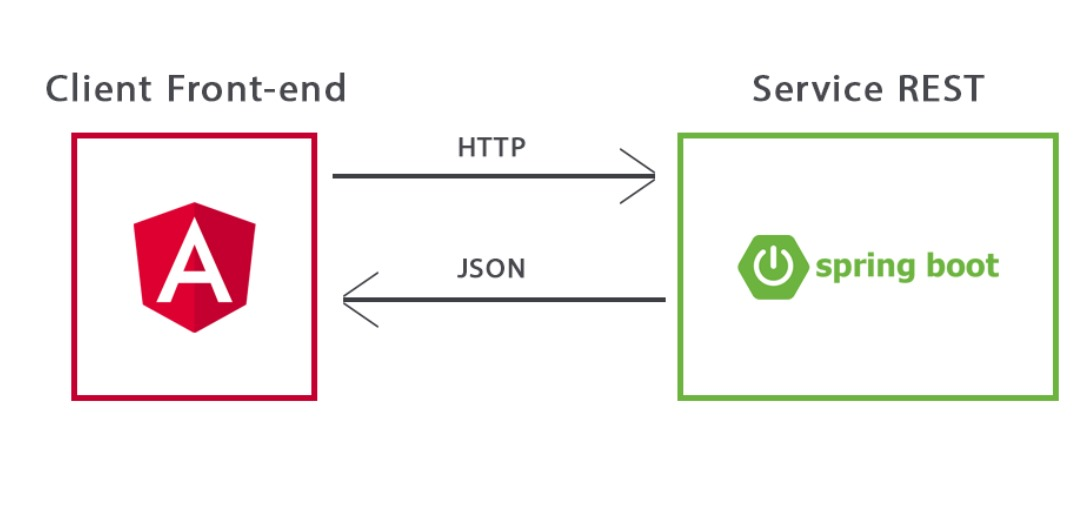 Client Front-end
Service REST
HTTP
JSON
A
spring boot